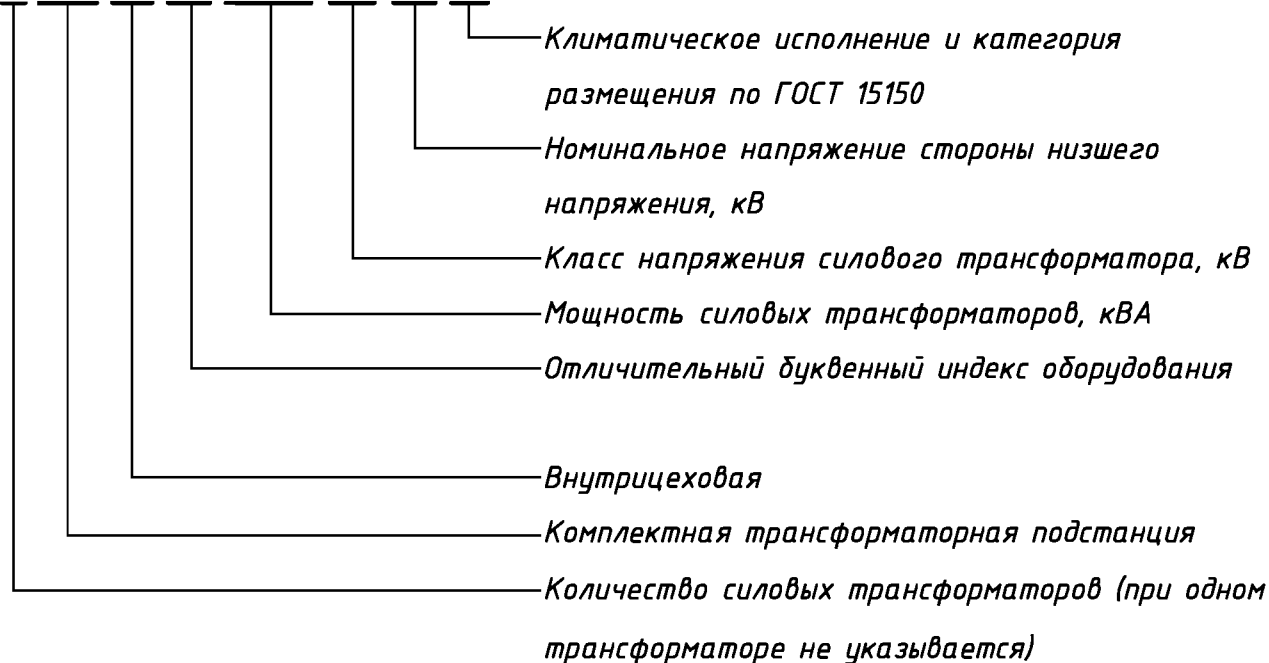 Климатическое исполнение и категория
размещения по ГОСТ 15150
Номинальное напряжение стороны низшего
напряжения, кВ
Класс напряжения силового трансформатора, кВ
Мощность силовых трансформаторов, кВА
Отличительный буквенный индекс оборудования
Внутрицеховая
Комплектная трансформаторная подстанция
Количество силовых трансформаторов (при одном
трансформаторе не указывается)